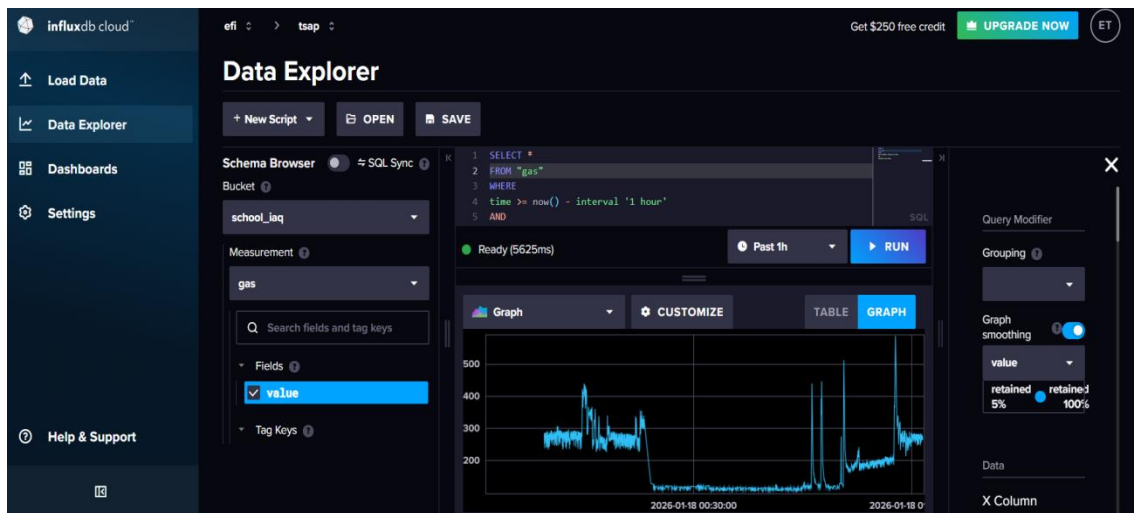 influxdb cloud™
efi > tsap
Get $250 free credit
UPGRADE NOW
ET
Load Data
Data Explorer
Dashboards
Settings
Help & Support
Data Explorer
+ New Script
OPEN
SAVE
Schema Browser
SQL Sync
Bucket
school_iaq
Measurement
gas
Search fields and tag keys
Fields
value
Tag Keys
1 SELECT *
2 FROM "gas"
3 WHERE
4 time >= now() - interval '1 hour'
5 AND
SQL
Ready (5625ms)
Past 1h
RUN
Graph
CUSTOMIZE
TABLE
GRAPH
500
400
300
200
2026-01-18 00:30:00
2026-01-18 0
X
Query Modifier
Grouping
Graph
smoothing
value
retained retained
5% 100%
Data
X Column